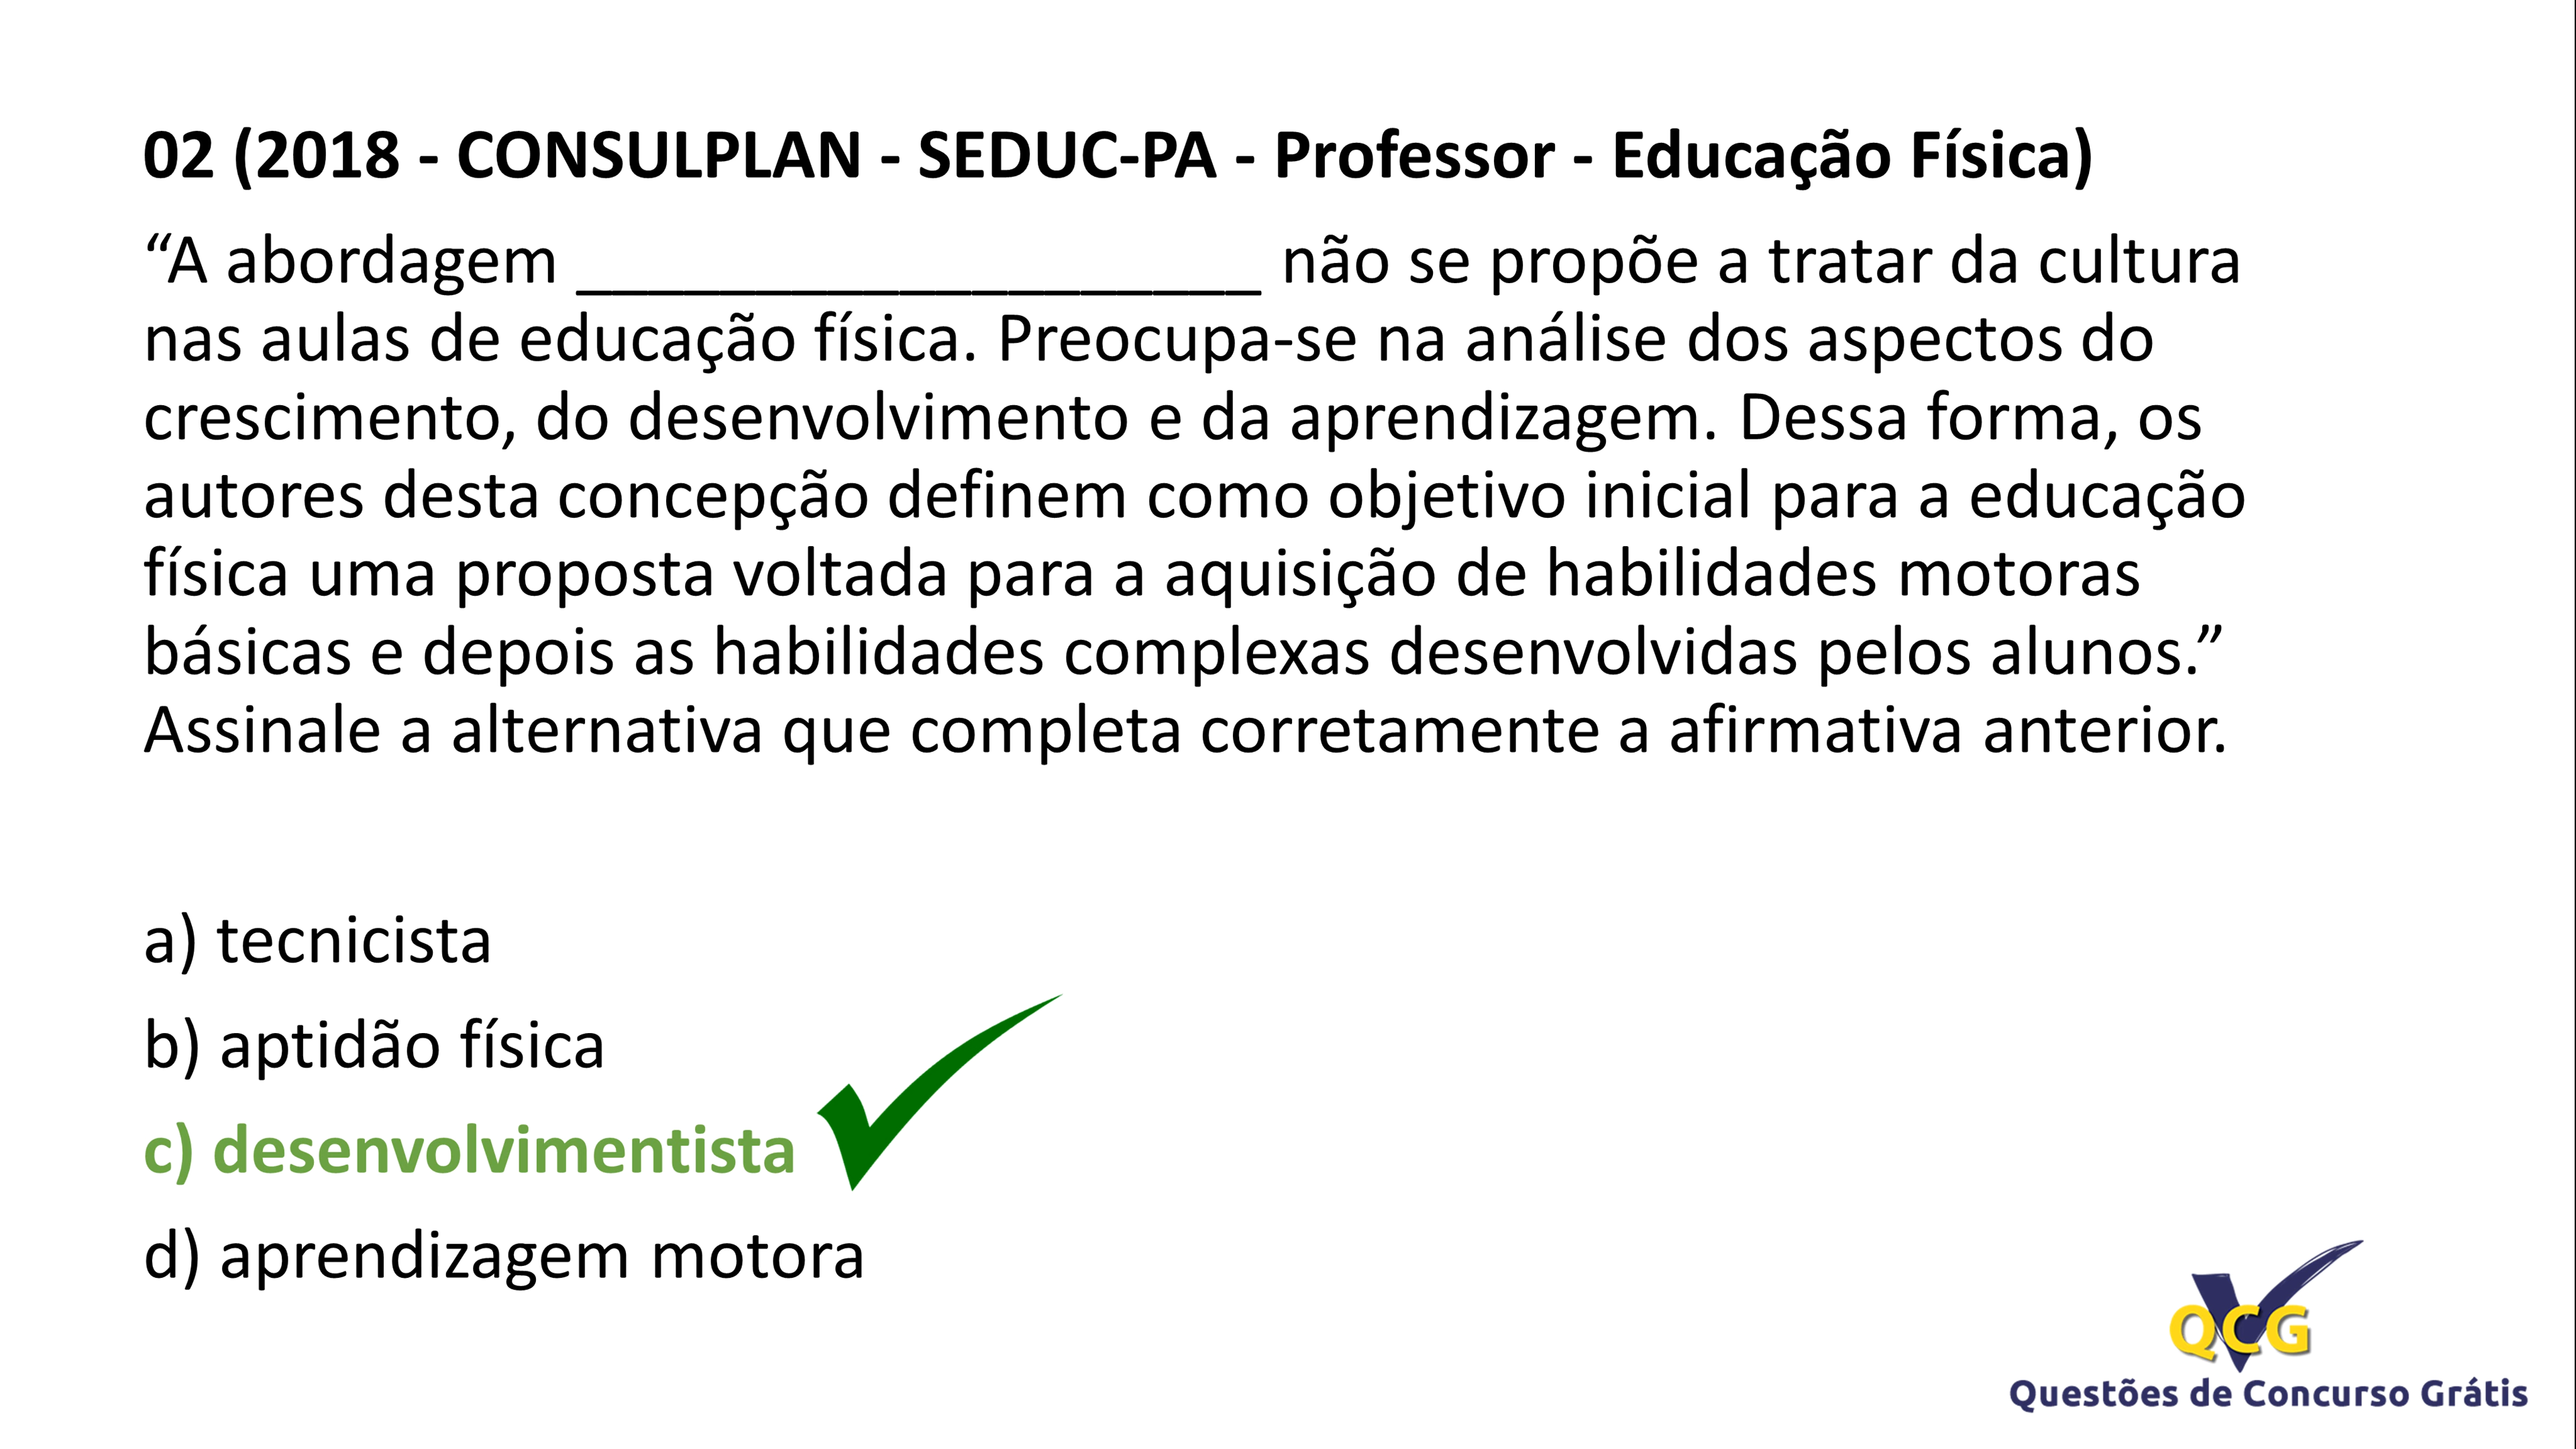 02 (2018 - CONSULPLAN - SEDUC-PA - Professor - Educação Física)
“A abordagem ___________________ não se propõe a tratar da cultura
nas aulas de educação física. Preocupa-se na análise dos aspectos do
crescimento, do desenvolvimento e da aprendizagem. Dessa forma, os
autores desta concepção definem como objetivo inicial para a educação
física uma proposta voltada para a aquisição de habilidades motoras
básicas e depois as habilidades complexas desenvolvidas pelos alunos.”
Assinale a alternativa que completa corretamente a afirmativa anterior.
a) tecnicista
b) aptidão física
c) desenvolvimentista
d) aprendizagem motora
QCG
Questões de Concurso Grátis